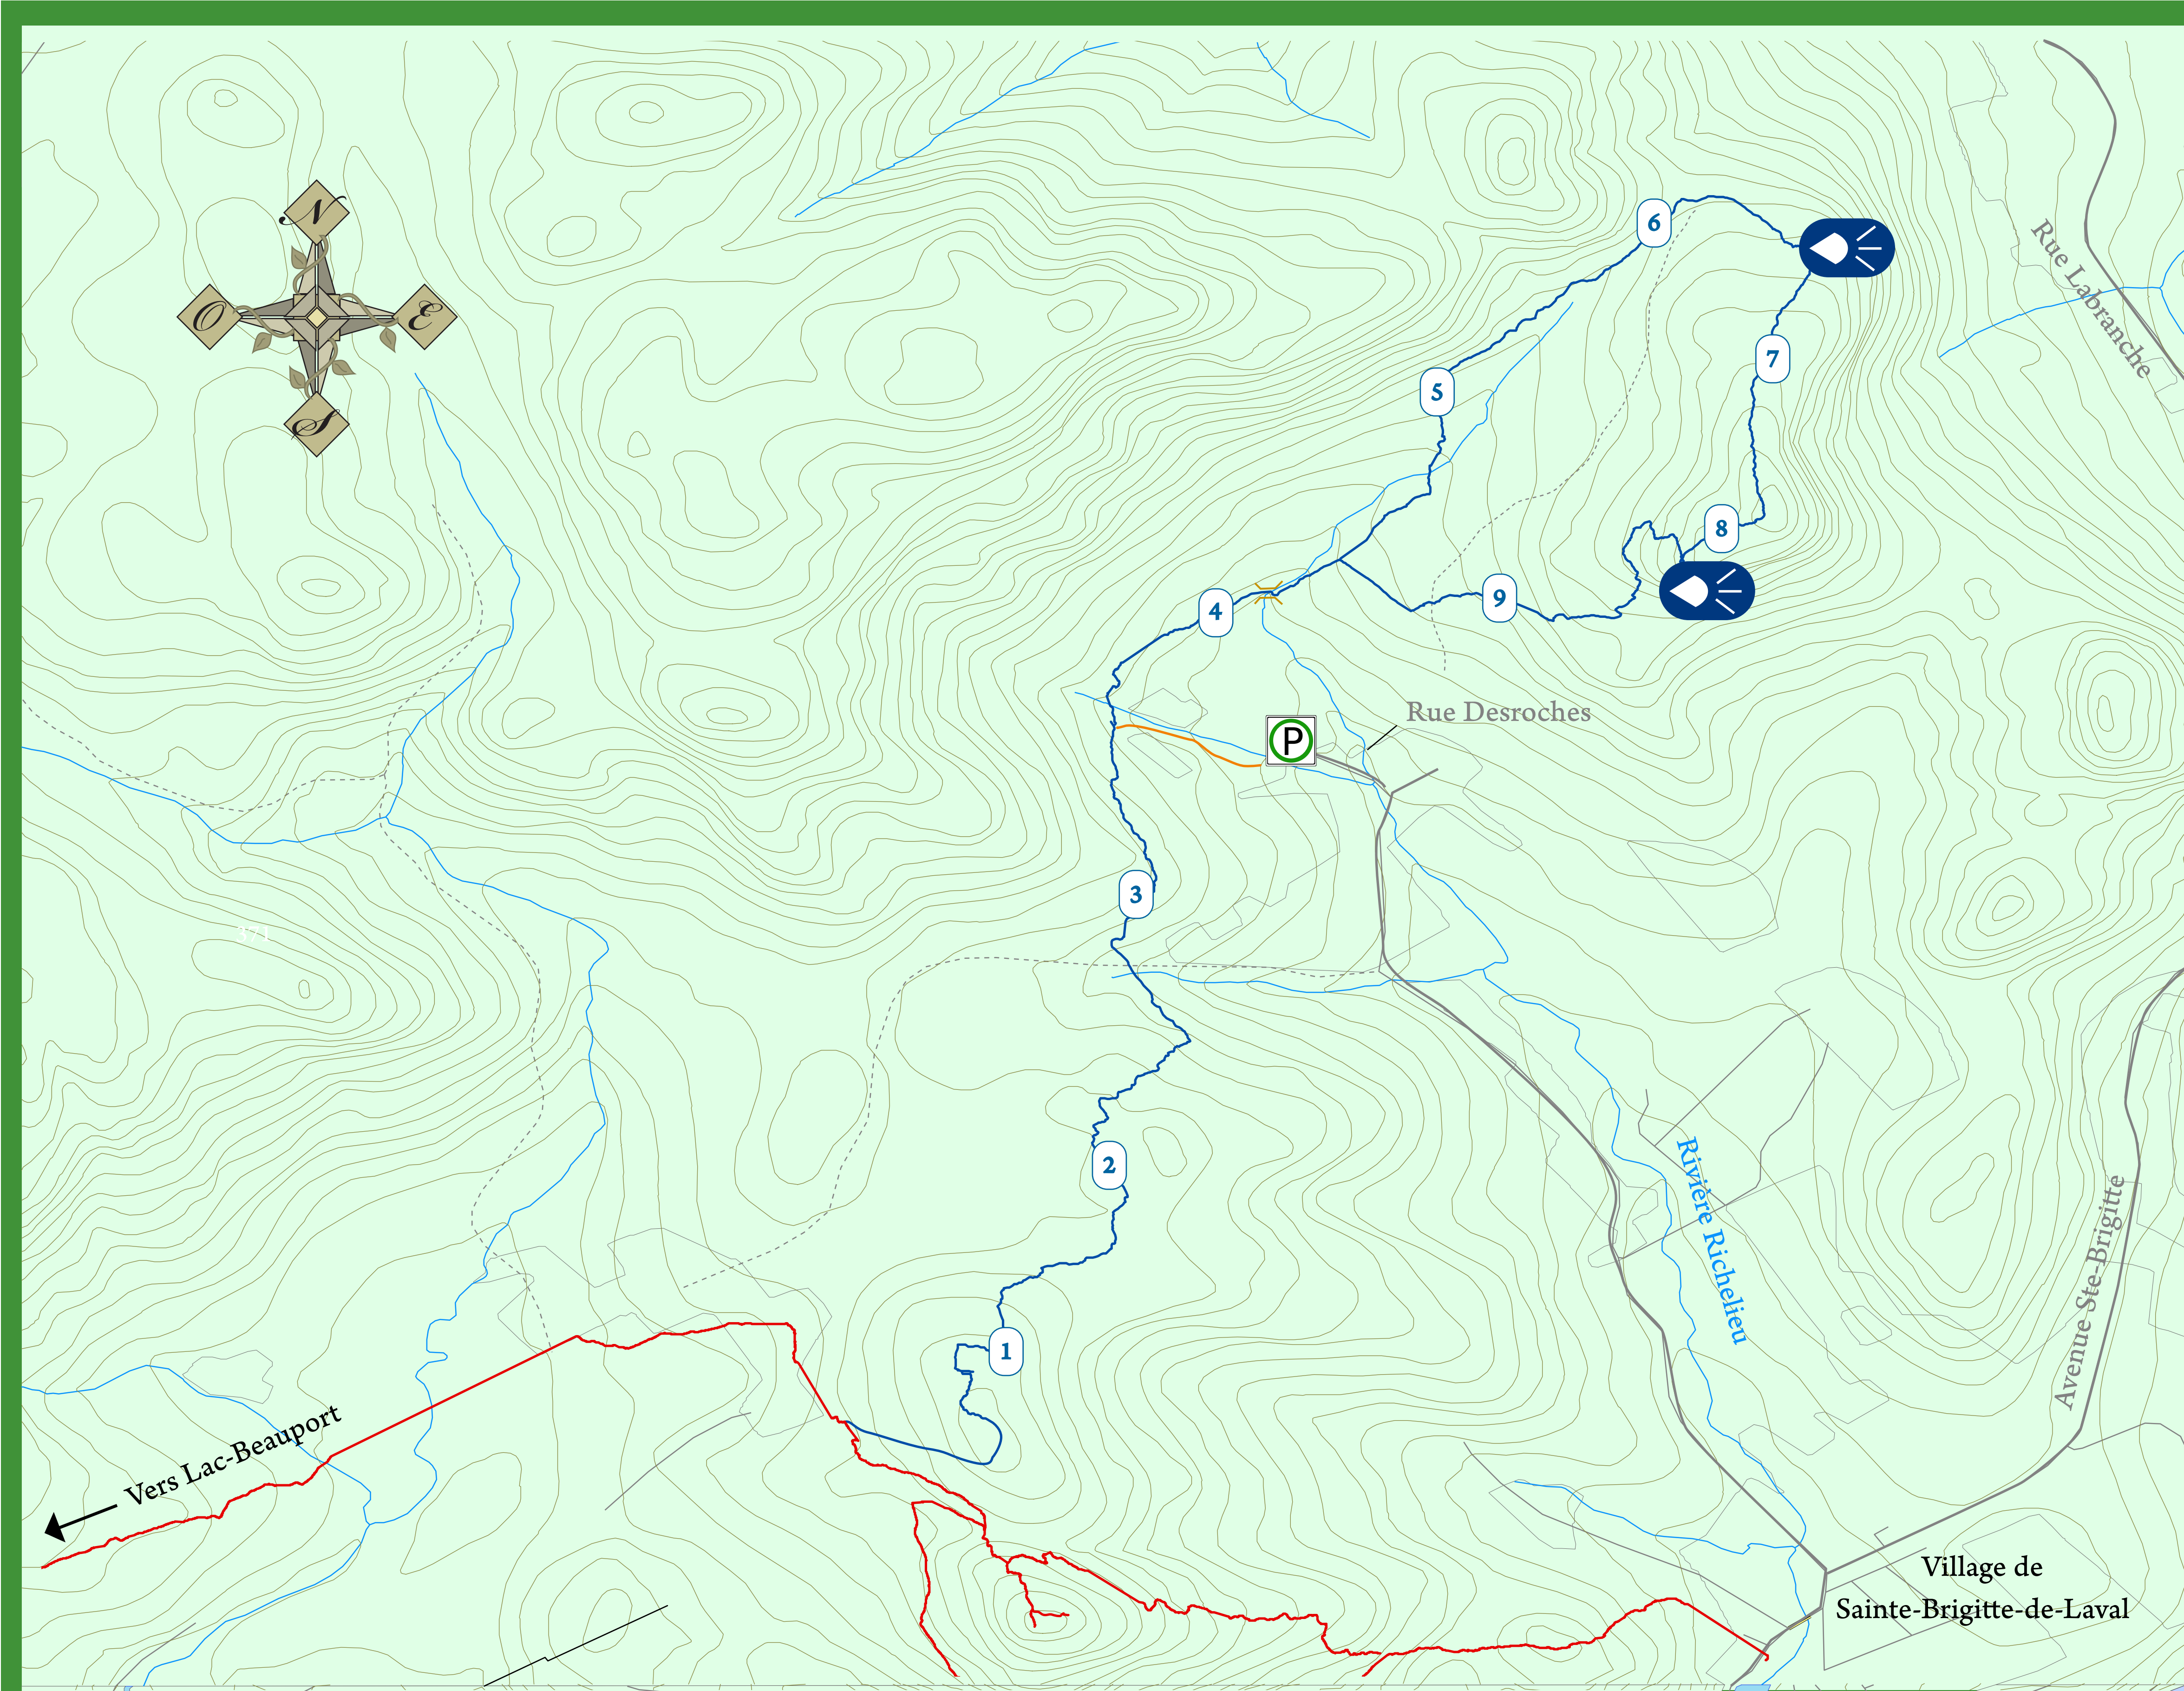 N
O
E
S
6
Rue Labranche
7
5
8
9
4
Rue Desroches
P
3
371
2
Rivière Richelieu
Avenue Ste-Brigitte
1
Vers Lac-Beauport
Village de
Sainte-Brigitte-de-Laval